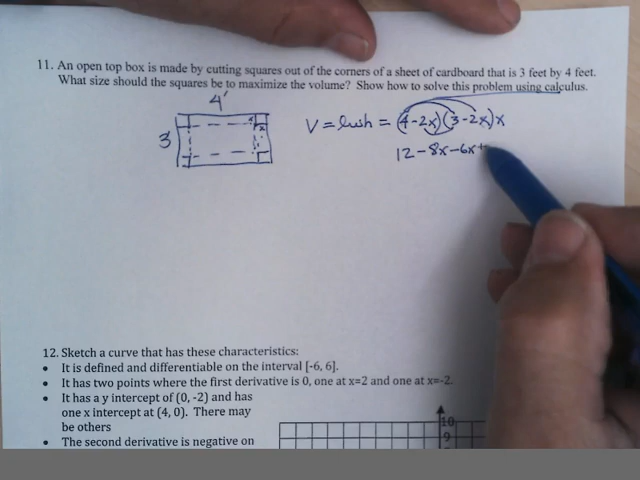 11. An open top box is made by cutting squares out of the corners of a sheet of cardboard that is 3 feet by 4 feet.
What size should the squares be to maximize the volume? Show how to solve this problem using calculus.
4'
3'
x
V = lwh = (4-2x)(3-2x)x
12 - 8x - 6x +
12. Sketch a curve that has these characteristics:
• It is defined and differentiable on the interval [-6, 6].
• It has two points where the first derivative is 0, one at x=2 and one at x=-2.
• It has a y intercept of (0, -2) and has
one x intercept at (4, 0). There may
be others
• The second derivative is negative on
10
9